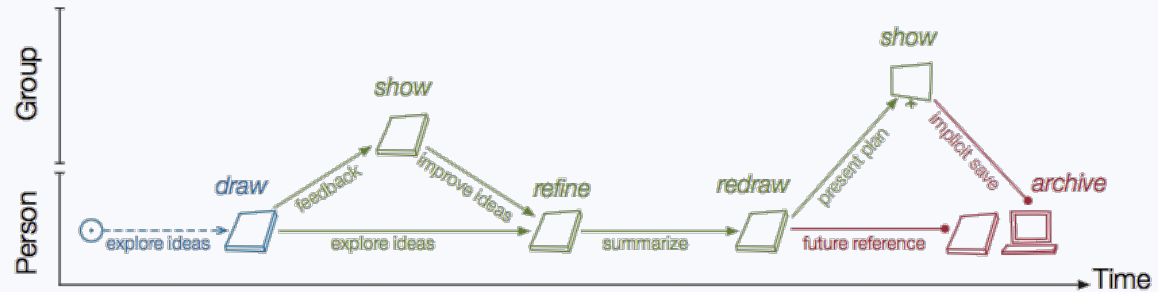 Group
Person
show
show
draw
feedback
improve ideas
refine
redraw
present plan
implicit save
archive
explore ideas
explore ideas
summarize
future reference
Time